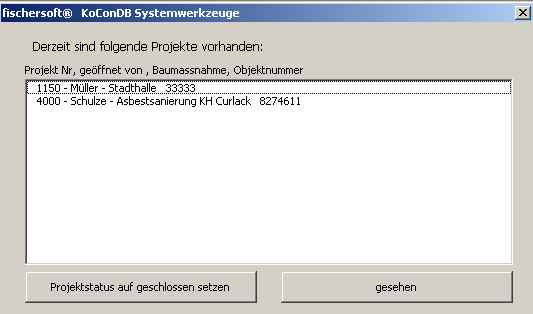 fischersoft® KoConDB Systemwerkzeuge
Derzeit sind folgende Projekte vorhanden:
Projekt Nr, geöffnet von , Baumassnahme, Objektnummer
1150 - Müller - Stadthalle 33333
4000 - Schulze - Asbestsanierung KH Curlack 8274611
Projektstatus auf geschlossen setzen
gesehen